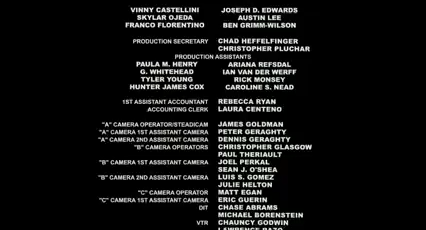 VINNY CASTELLINI JOSEPH D. EDWARDS
SKYLAR OJEDA AUSTIN LEE
FRANCO FLORENTINO BEN GRIMM-WILSON
PRODUCTION SECRETARY CHAD HEFFELFINGER
CHRISTOPHER PLUCHAR
PRODUCTION ASSISTANTS
PAULA M. HENRY ARIANA REFSDAL
G. WHITEHEAD IAN VAN DER WERFF
TYLER YOUNG RICK MONSEY
HUNTER JAMES COX CAROLINE S. NEAD
1ST ASSISTANT ACCOUNTANT REBECCA RYAN
ACCOUNTING CLERK LAURA CENTENO
"A" CAMERA OPERATOR/STEADICAM JAMES GOLDMAN
"A" CAMERA 1ST ASSISTANT CAMERA PETER GERAGHTY
"A" CAMERA 2ND ASSISTANT CAMERA DENNIS GERAGHTY
"B" CAMERA OPERATORS CHRISTOPHER GLASGOW
PAUL THERIAULT
"B" CAMERA 1ST ASSISTANT CAMERA JOEL PERKAL
SEAN J. O'SHEA
"B" CAMERA 2ND ASSISTANT CAMERA LUIS S. GOMEZ
JULIE HELTON
"C" CAMERA OPERATOR MATT EGAN
"C" CAMERA 1ST ASSISTANT CAMERA ERIC GUERIN
DIT CHASE ABRAMS
MICHAEL BORENSTEIN
VTR CHAUNCY GODWIN